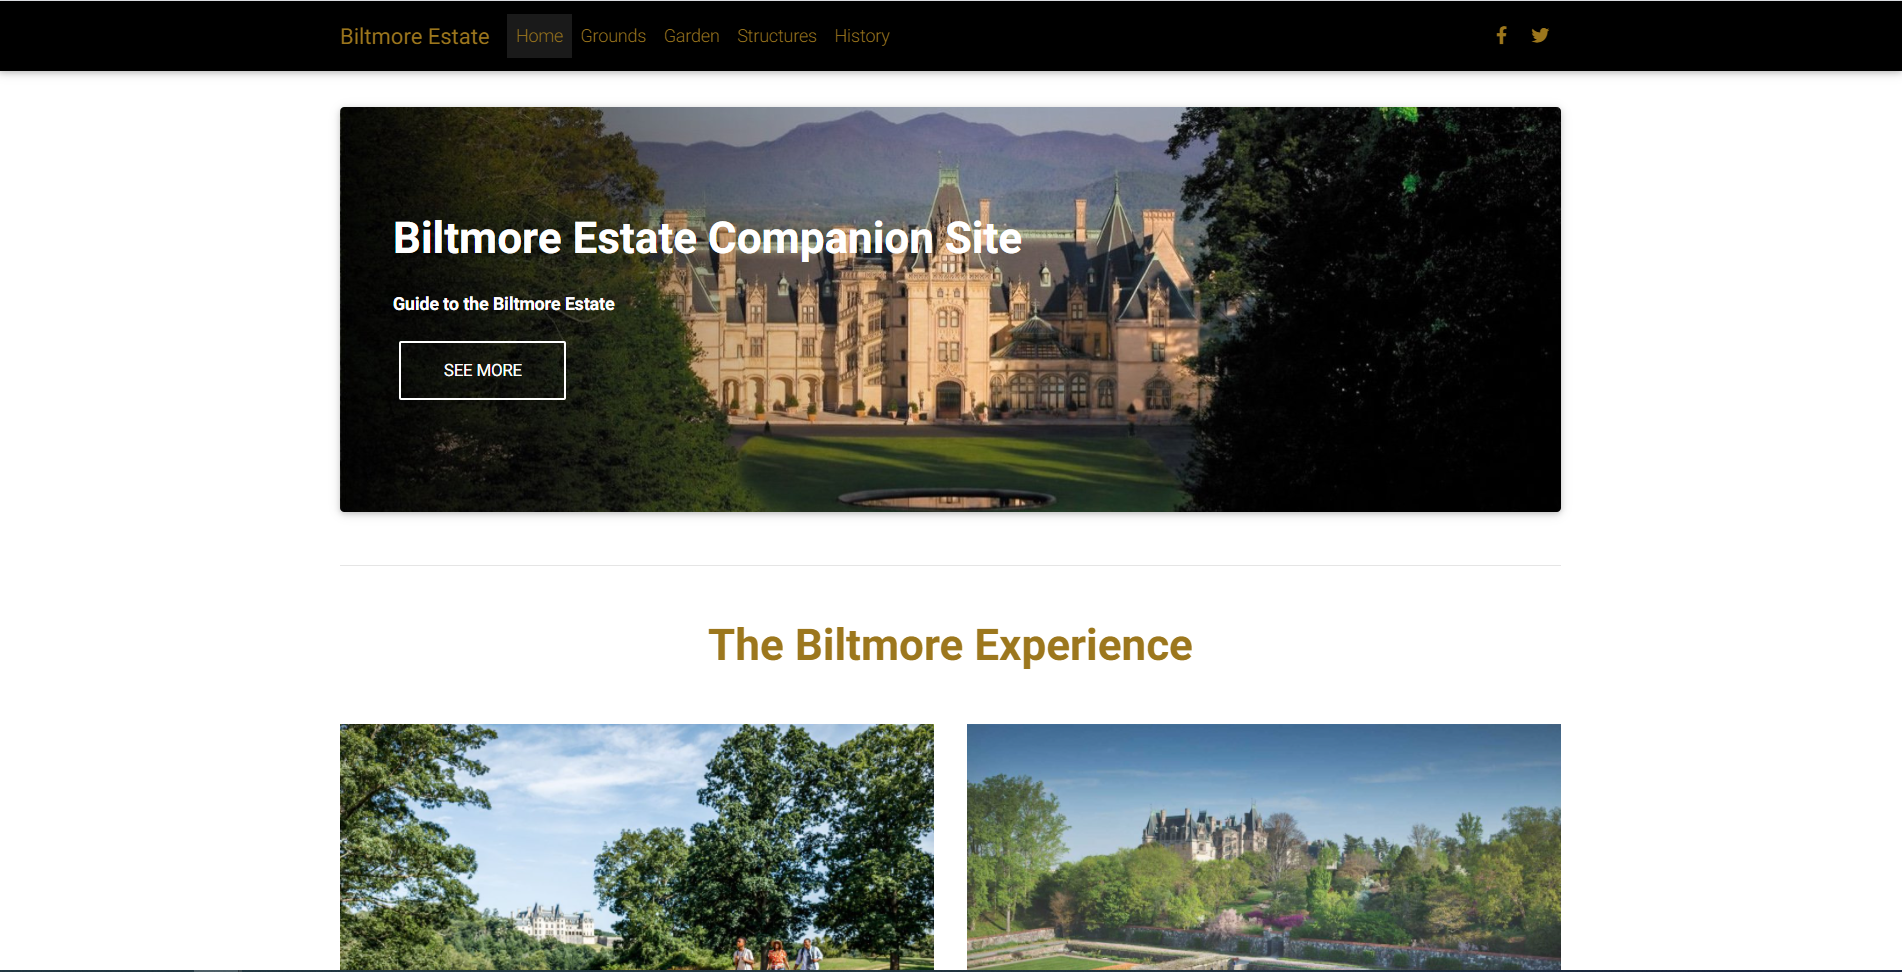 Biltmore Estate Home Grounds Garden Structures History
Biltmore Estate Companion Site
Guide to the Biltmore Estate
SEE MORE
The Biltmore Experience